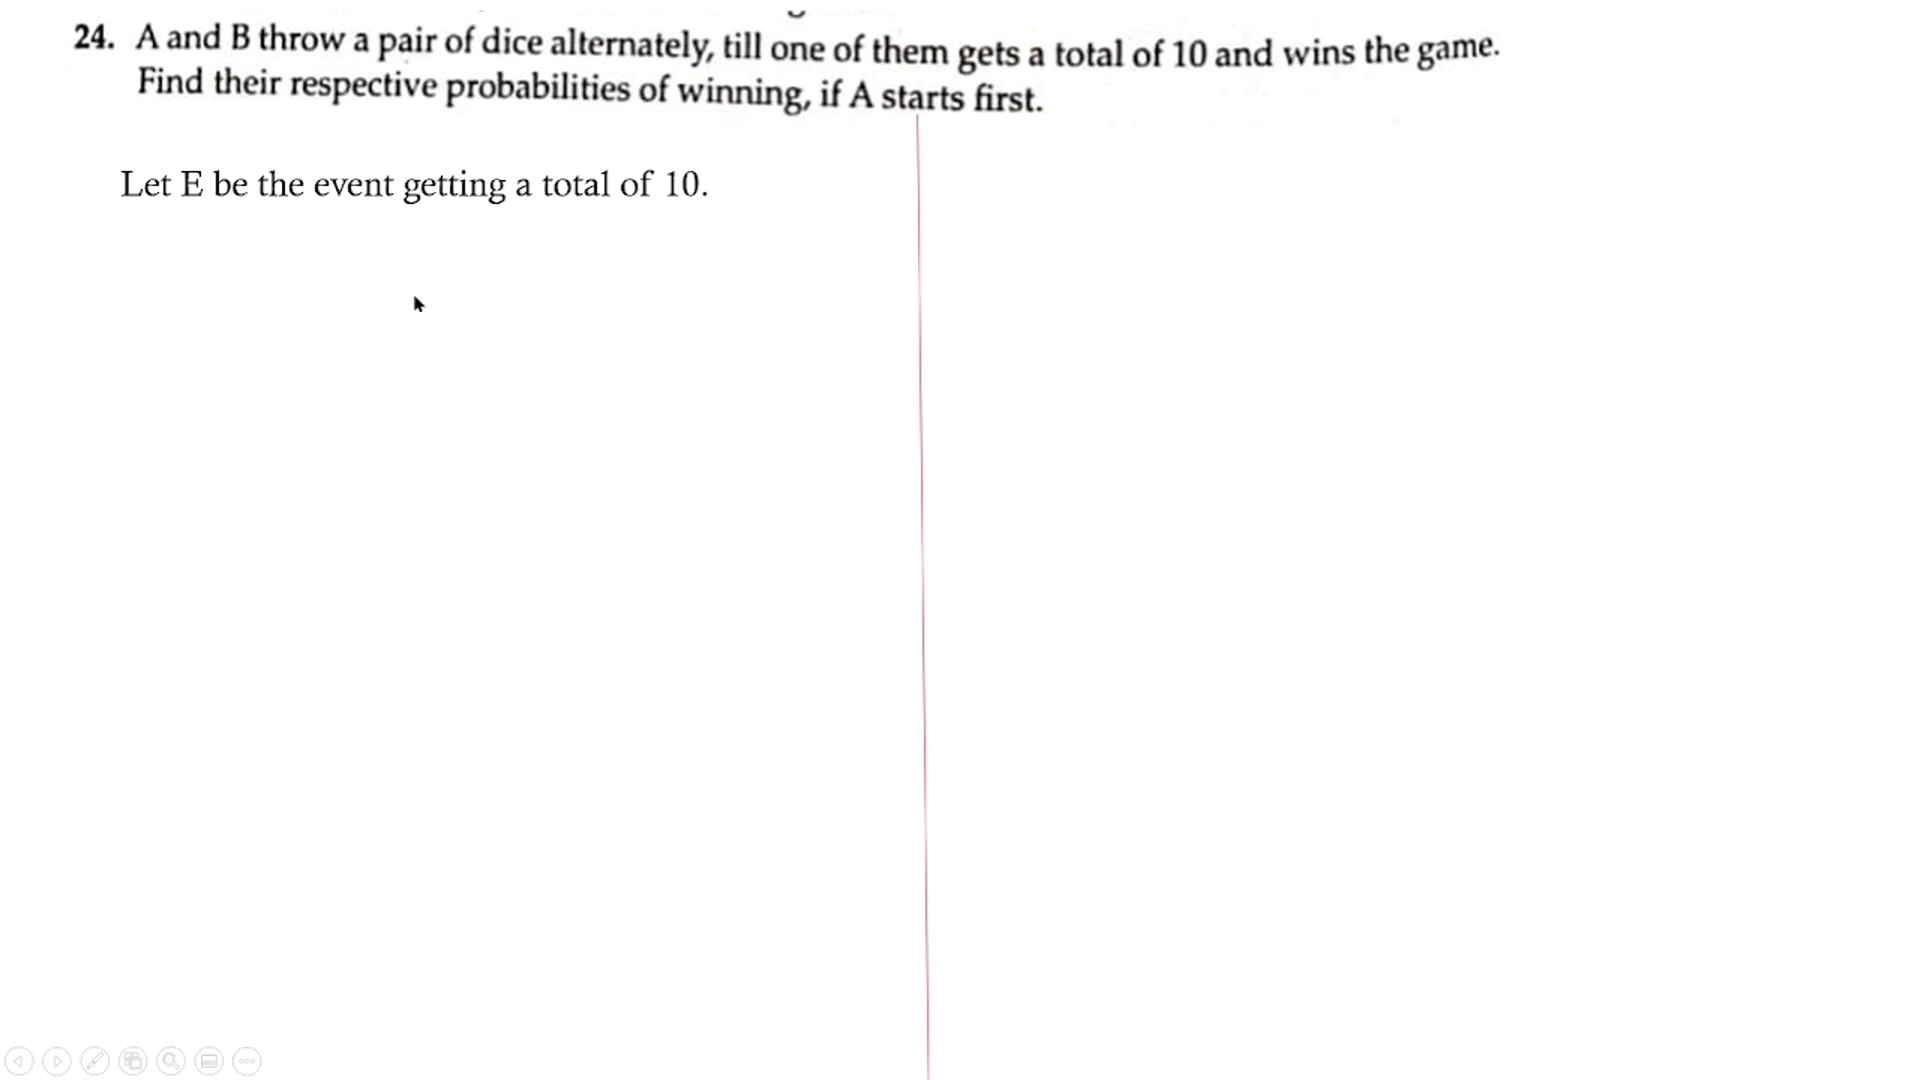 24. A and B throw a pair of dice alternately, till one of them gets a total of 10 and wins the game.
Find their respective probabilities of winning, if A starts first.
Let E be the event getting a total of 10.